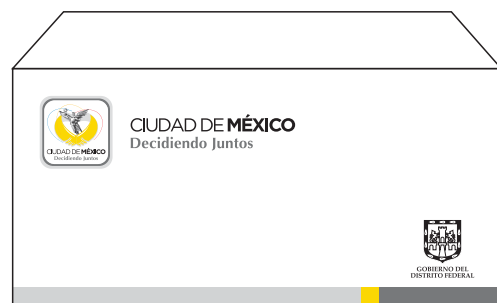 CIUDAD DE MÉXICO
Decidiendo Juntos
CIUDAD DE MÉXICO
Decidiendo Juntos
GOBIERNO DEL
DISTRITO FEDERAL